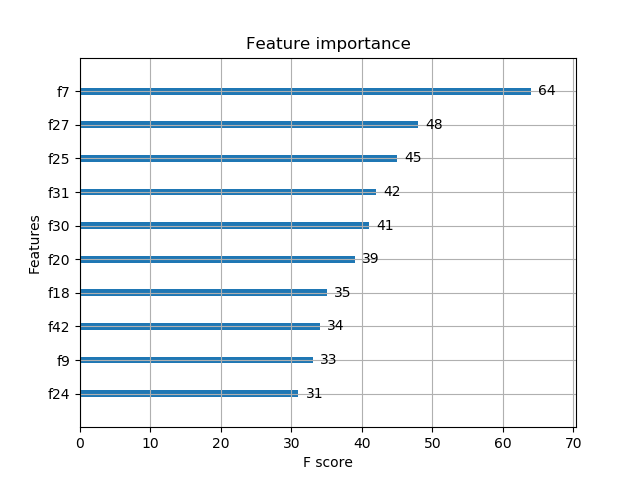 Feature importance
f7 64
f27 48
f25 45
f31 42
f30 41
f20 39
f18 35
f42 34
f9 33
f24 31
Features
0 10 20 30 40 50 60 70
F score